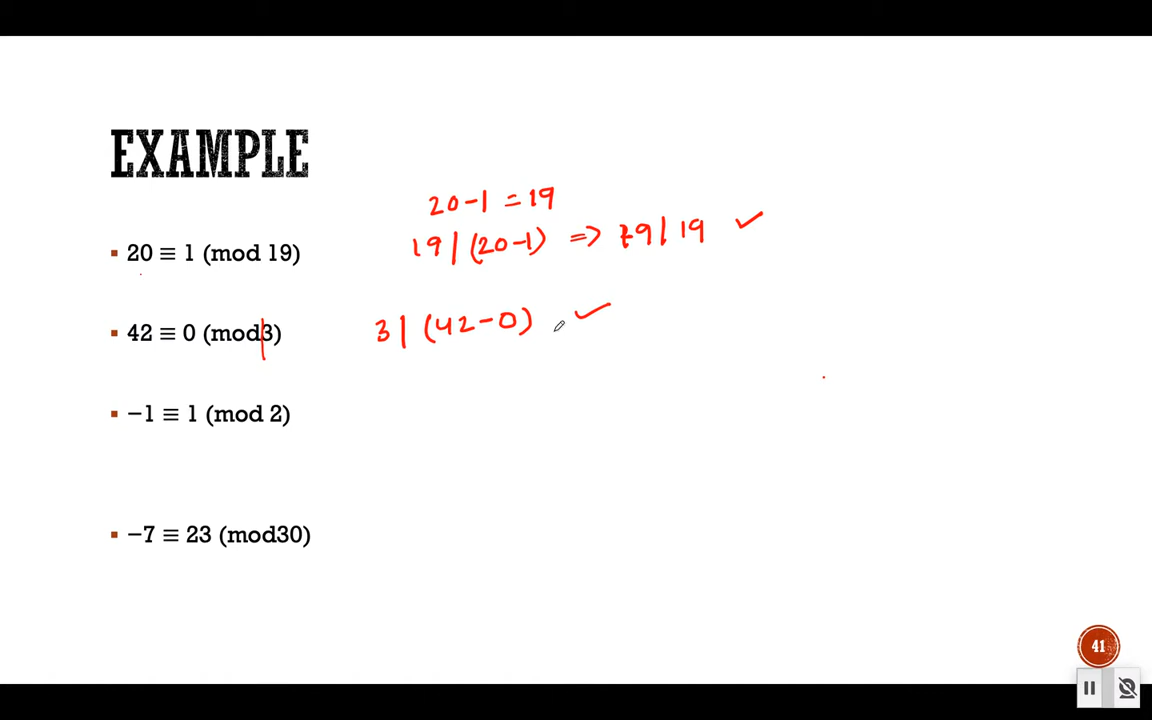 EXAMPLE
20-1 = 19
19|(20-1) => 19|19 ✓
▪ 20 ≡ 1 (mod 19)
3|(42-0) ✓
▪ 42 ≡ 0 (mod3)
▪ −1 ≡ 1 (mod 2)
▪ −7 ≡ 23 (mod30)
41